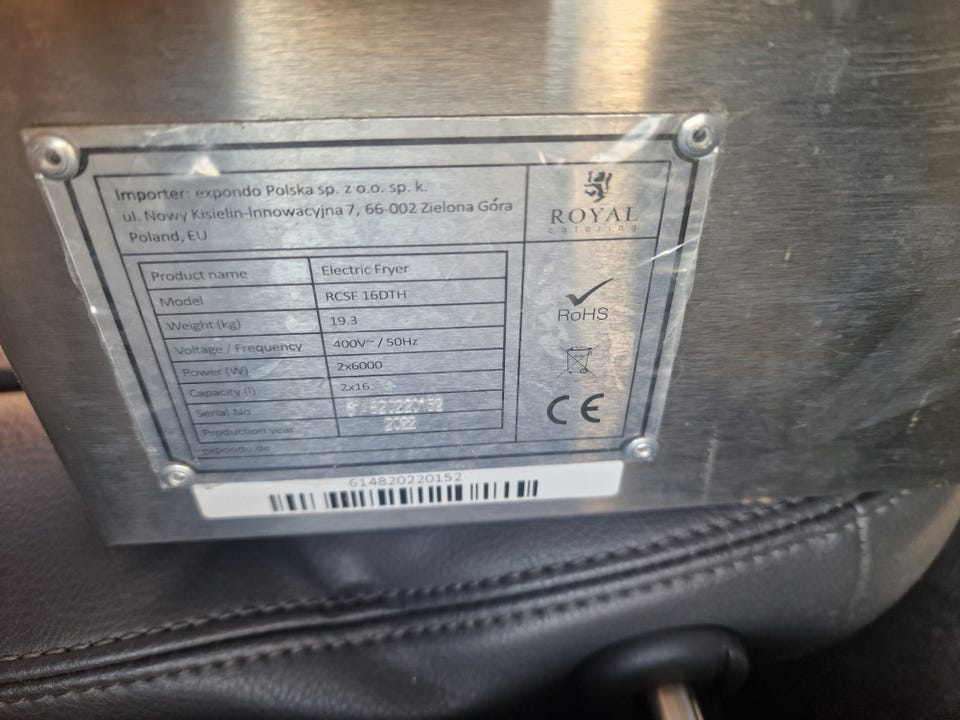 Importer: expondo Polska sp. z o.o. sp. k.
ul. Nowy Kisielin-Innowacyjna 7, 66-002 Zielona Góra
Poland, EU
ROYAL
catering
Product name Electric Fryer
Model RCSF 16DTH
Weight (kg) 19.3
Voltage / Frequency 400V~ / 50Hz
Power (W) 2x6000
Capacity (l) 2x16
Serial No.
Production year 2022
expondo.de
RoHS
CE
614820220152